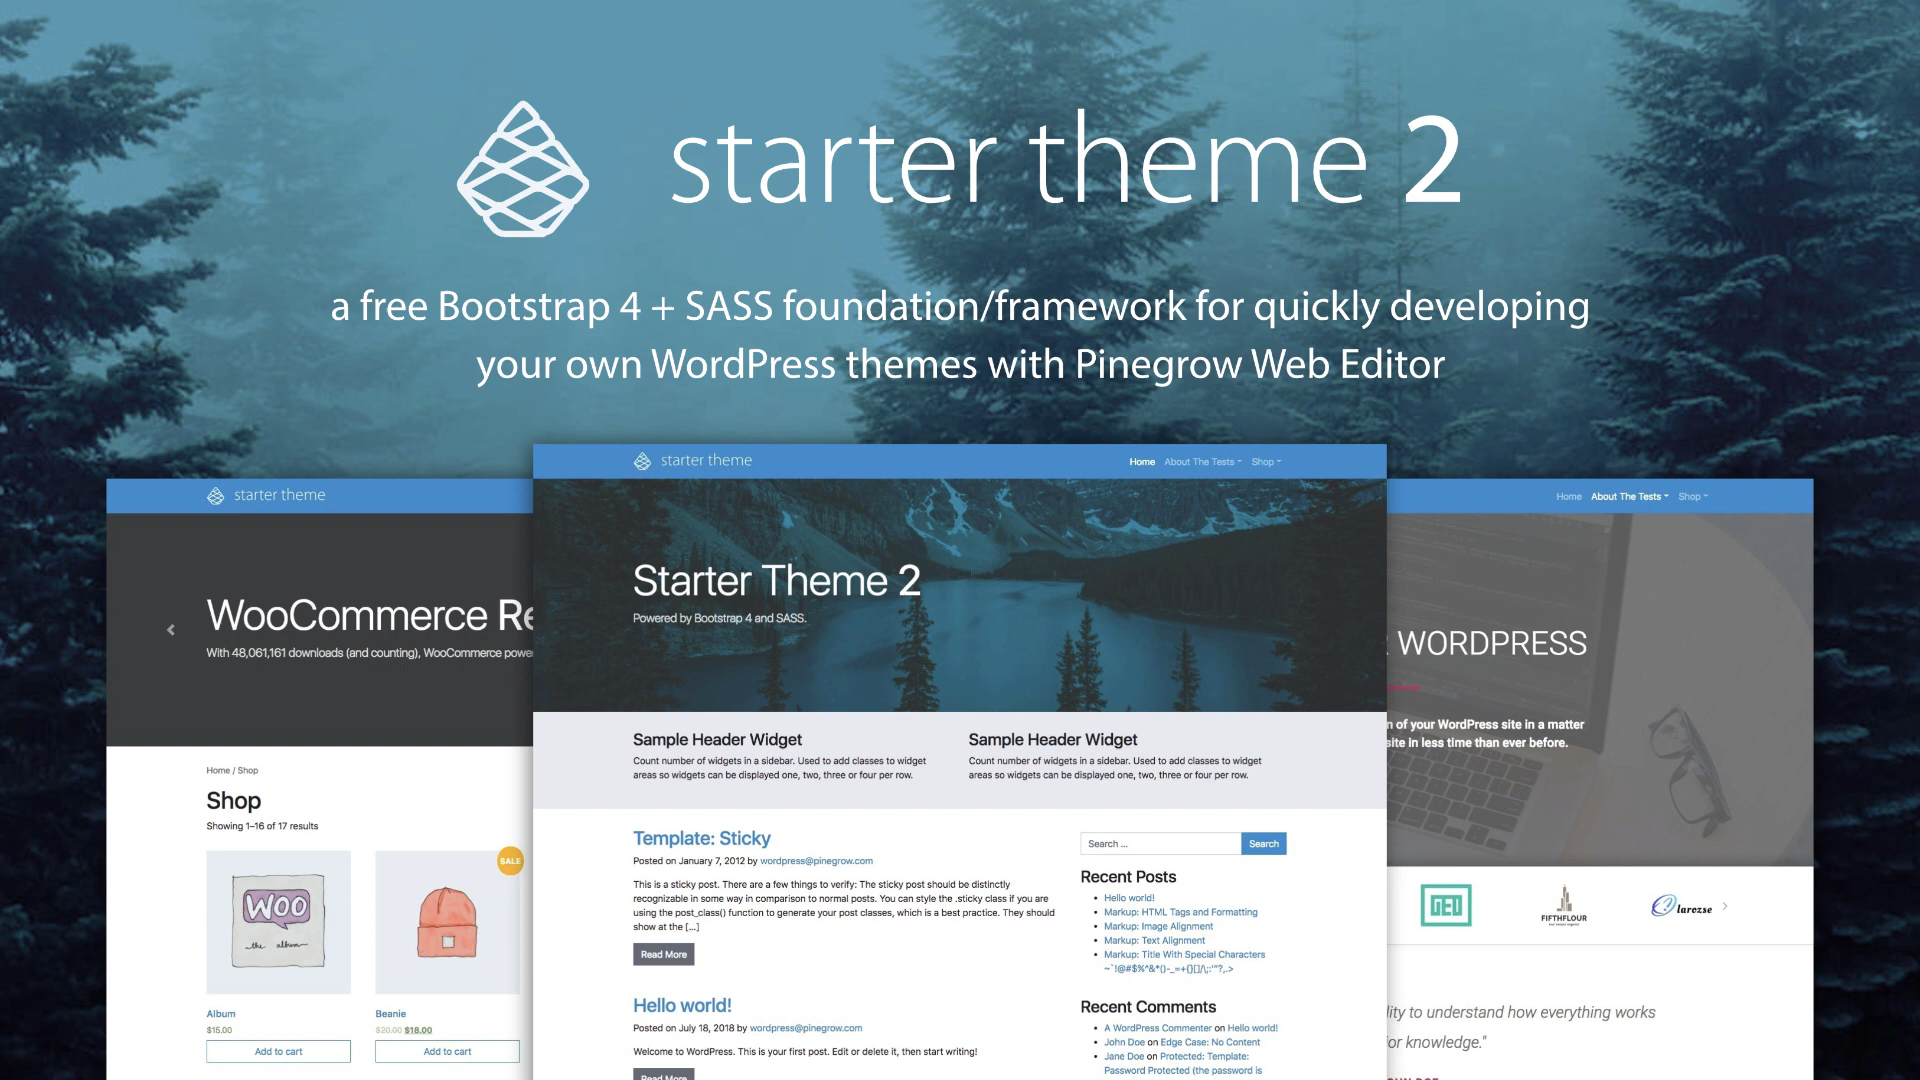 starter theme 2
a free Bootstrap 4 + SASS foundation/framework for quickly developing
your own WordPress themes with Pinegrow Web Editor
starter theme
WooCommerce Re
With 48,061,161 downloads (and counting), WooCommerce power
Home / Shop
Shop
Showing 1–16 of 17 results
WOO
the album
Album
$15.00
Add to cart
SALE
Beanie
$20.00 $18.00
Add to cart
starter theme
Home About The Tests Shop
Starter Theme 2
Powered by Bootstrap 4 and SASS.
Sample Header Widget
Count number of widgets in a sidebar. Used to add classes to widget
areas so widgets can be displayed one, two, three or four per row.
Sample Header Widget
Count number of widgets in a sidebar. Used to add classes to widget
areas so widgets can be displayed one, two, three or four per row.
Template: Sticky
Posted on January 7, 2012 by wordpress@pinegrow.com
This is a sticky post. There are a few things to verify: The sticky post should be distinctly
recognizable in some way in comparison to normal posts. You can style the .sticky class if you are
using the post_class() function to generate your post classes, which is a best practice. They should
show at the [...]
Read More
Hello world!
Posted on July 18, 2018 by wordpress@pinegrow.com
Welcome to WordPress. This is your first post. Edit or delete it, then start writing!
Read More
Search ...
Search
Recent Posts
Hello world!
Markup: HTML Tags and Formatting
Markup: Image Alignment
Markup: Text Alignment
Markup: Title With Special Characters
~`!@#$%^&*()-_=+{}[]/\;:'"?,.>
Recent Comments
A WordPress Commenter on Hello world!
John Doe on Edge Case: No Content
Jane Doe on Protected: Template:
Password Protected (the password is
Home About The Tests Shop
WORDPRESS
n of your WordPress site in a matter
site in less time than ever before.
GEO
FIFTHFLOUR
larozse
lity to understand how everything works
or knowledge."